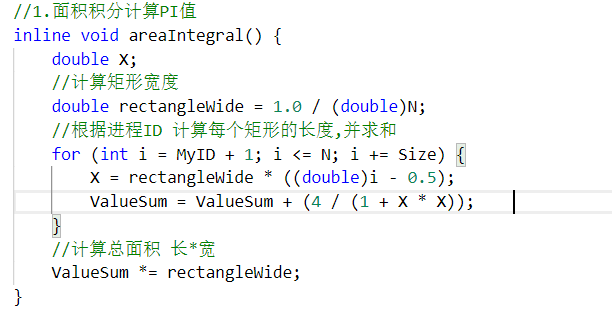 //1.面积积分计算PI值
inline void areaIntegral() {
double X;
//计算矩形宽度
double rectangleWide = 1.0 / (double)N;
//根据进程ID 计算每个矩形的长度,并求和
for (int i = MyID + 1; i <= N; i += Size) {
X = rectangleWide * ((double)i - 0.5);
ValueSum = ValueSum + (4 / (1 + X * X));
}
//计算总面积 长*宽
ValueSum *= rectangleWide;
}